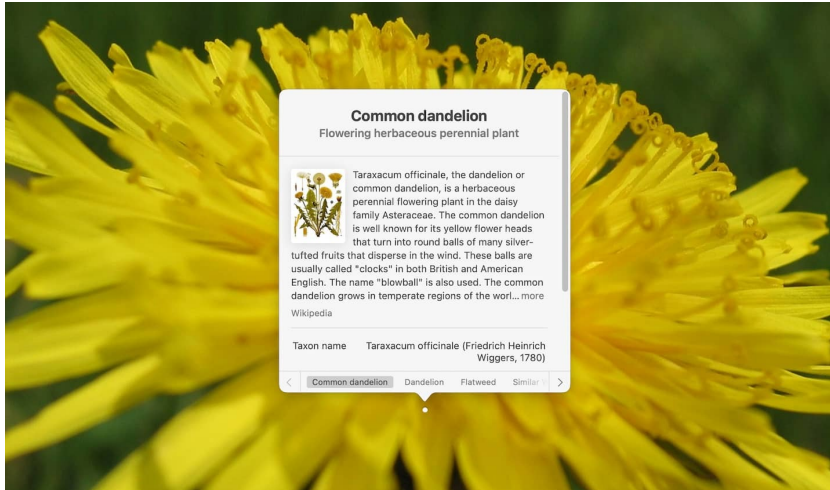 Common dandelion
Flowering herbaceous perennial plant
Taraxacum officinale, the dandelion or
common dandelion, is a herbaceous
perennial flowering plant in the daisy
family Asteraceae. The common dandelion
is well known for its yellow flower heads
that turn into round balls of many silver-
tufted fruits that disperse in the wind. These balls are
usually called "clocks" in both British and American
English. The name "blowball" is also used. The common
dandelion grows in temperate regions of the worl... more
Wikipedia
Taxon name Taraxacum officinale (Friedrich Heinrich
Wiggers, 1780)
Common dandelion Dandelion Flatweed Similar